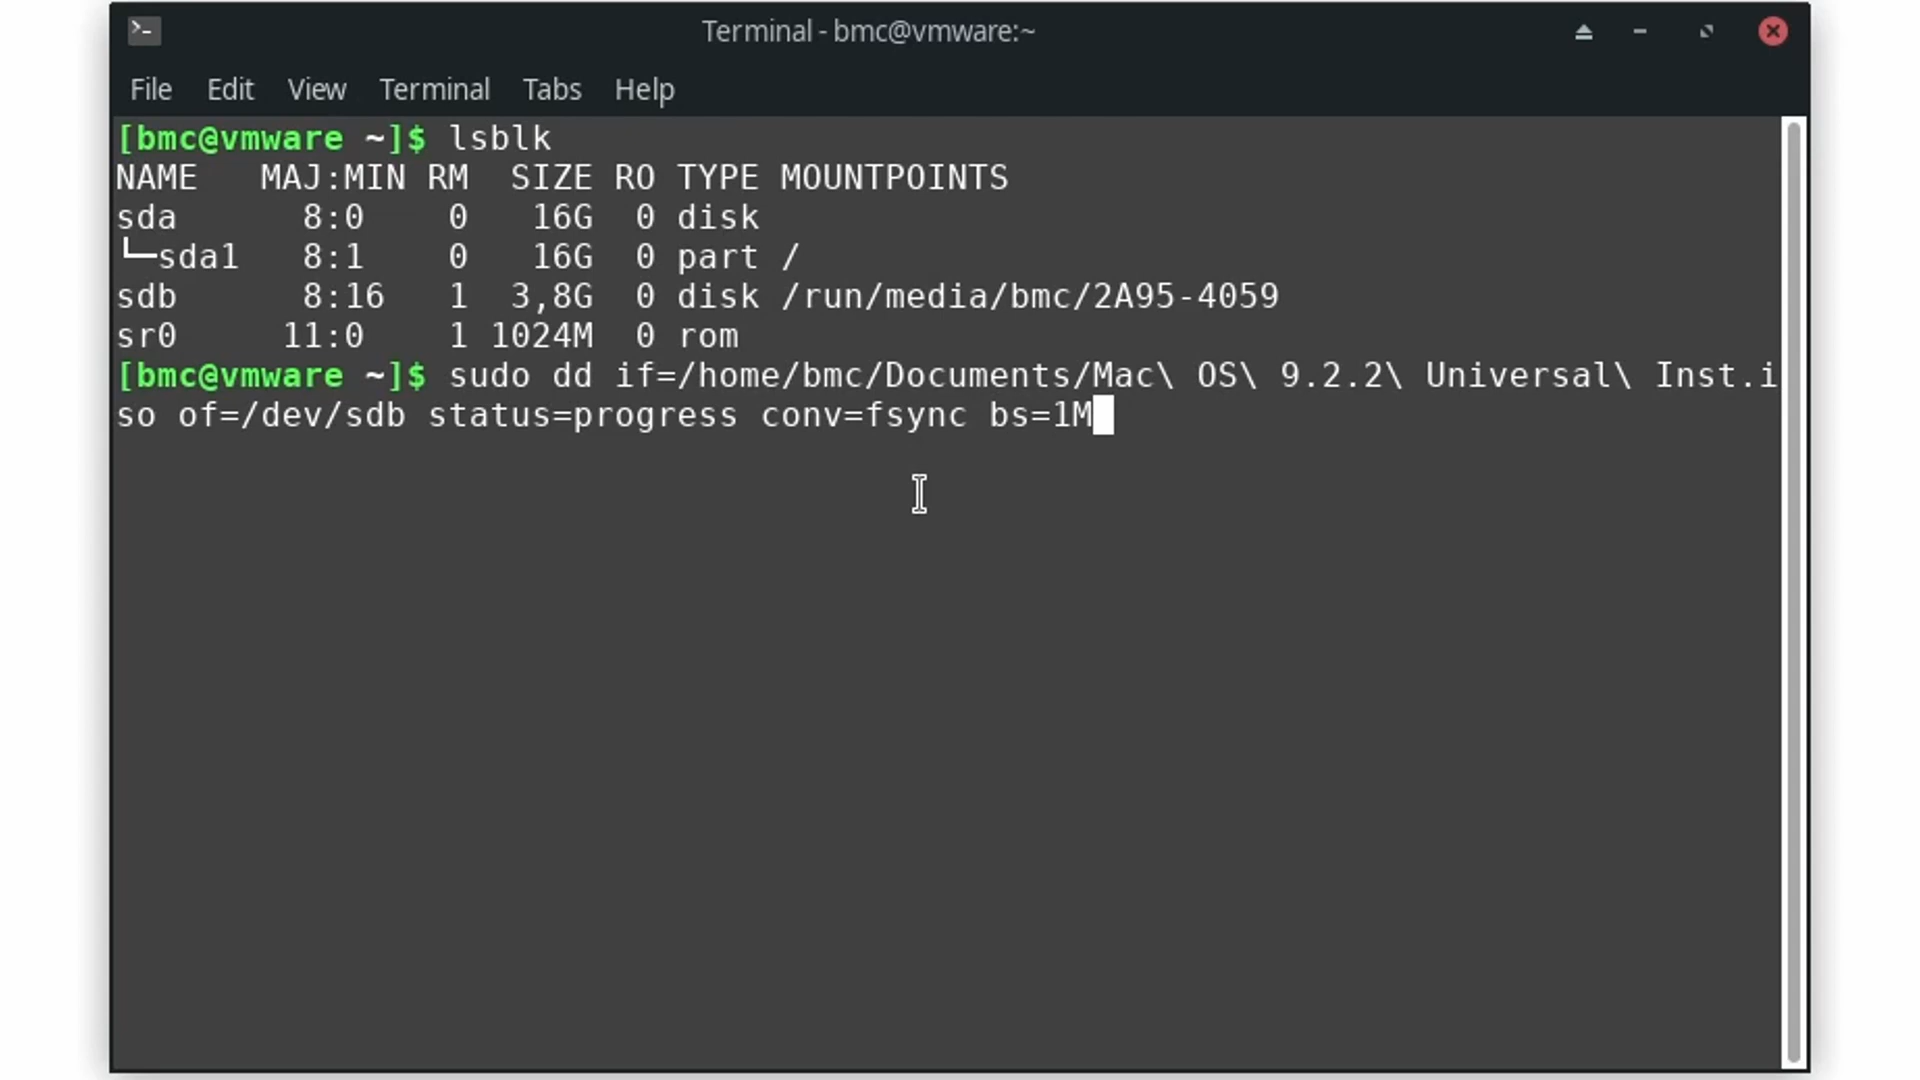 Terminal - bmc@vmware:~
File Edit View Terminal Tabs Help
[bmc@vmware ~]$ lsblk
NAME   MAJ:MIN RM  SIZE RO TYPE MOUNTPOINTS
sda      8:0    0   16G  0 disk
└─sda1   8:1    0   16G  0 part /
sdb      8:16   1  3,8G  0 disk /run/media/bmc/2A95-4059
sr0     11:0    1 1024M  0 rom
[bmc@vmware ~]$ sudo dd if=/home/bmc/Documents/Mac\ OS\ 9.2.2\ Universal\ Inst.i
so of=/dev/sdb status=progress conv=fsync bs=1M